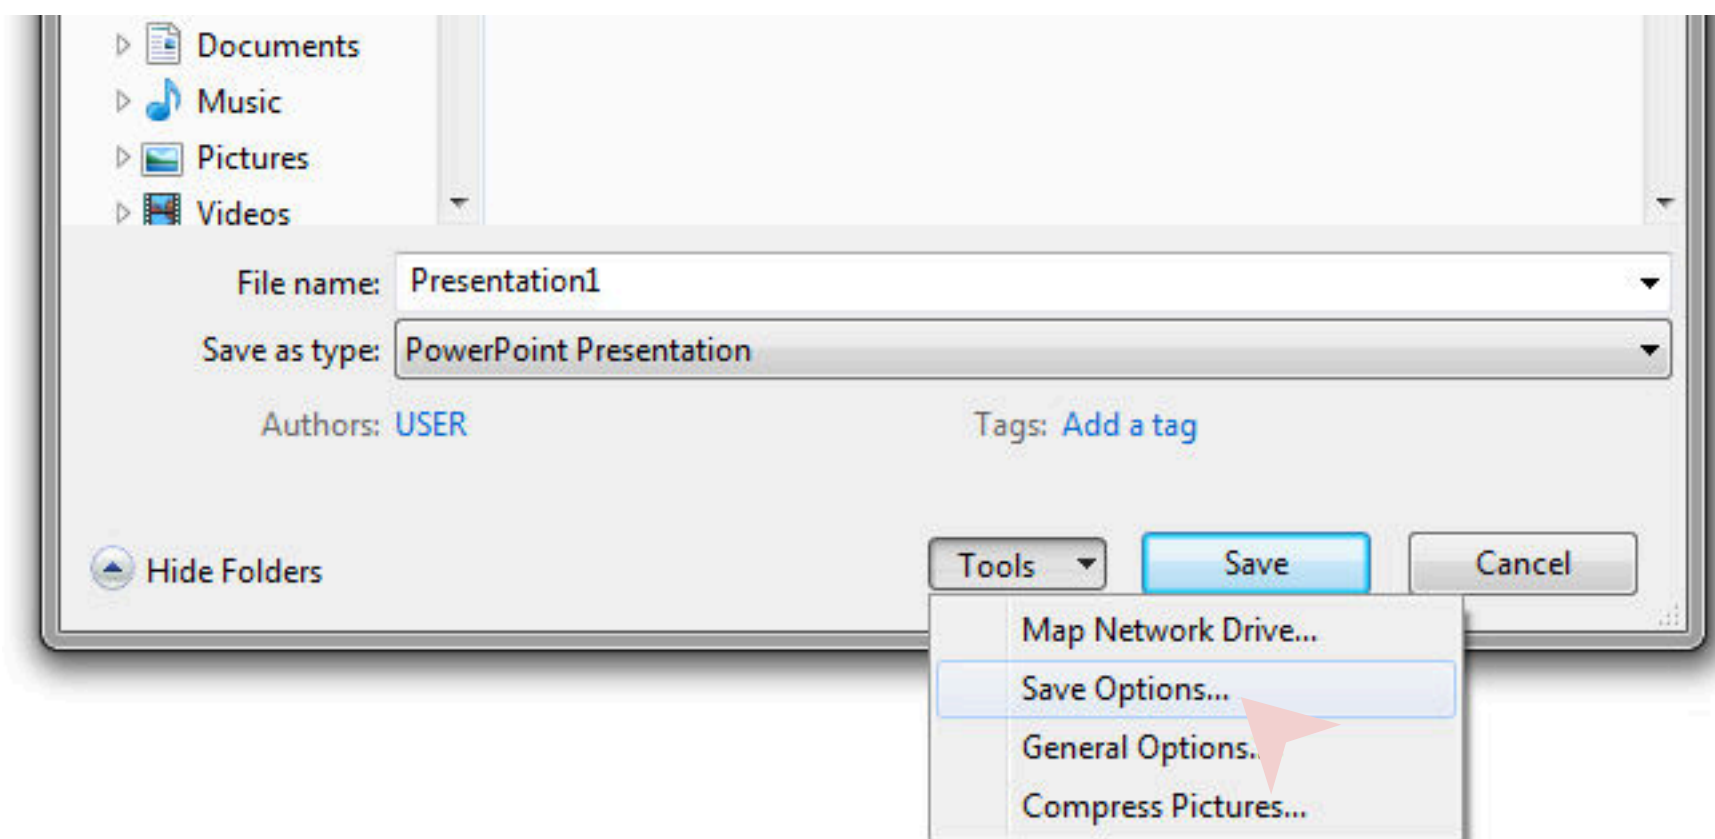 Documents
Music
Pictures
Videos
File name: Presentation1
Save as type: PowerPoint Presentation
Authors: USER Tags: Add a tag
Hide Folders Tools Save Cancel
Map Network Drive...
Save Options...
General Options..
Compress Pictures...